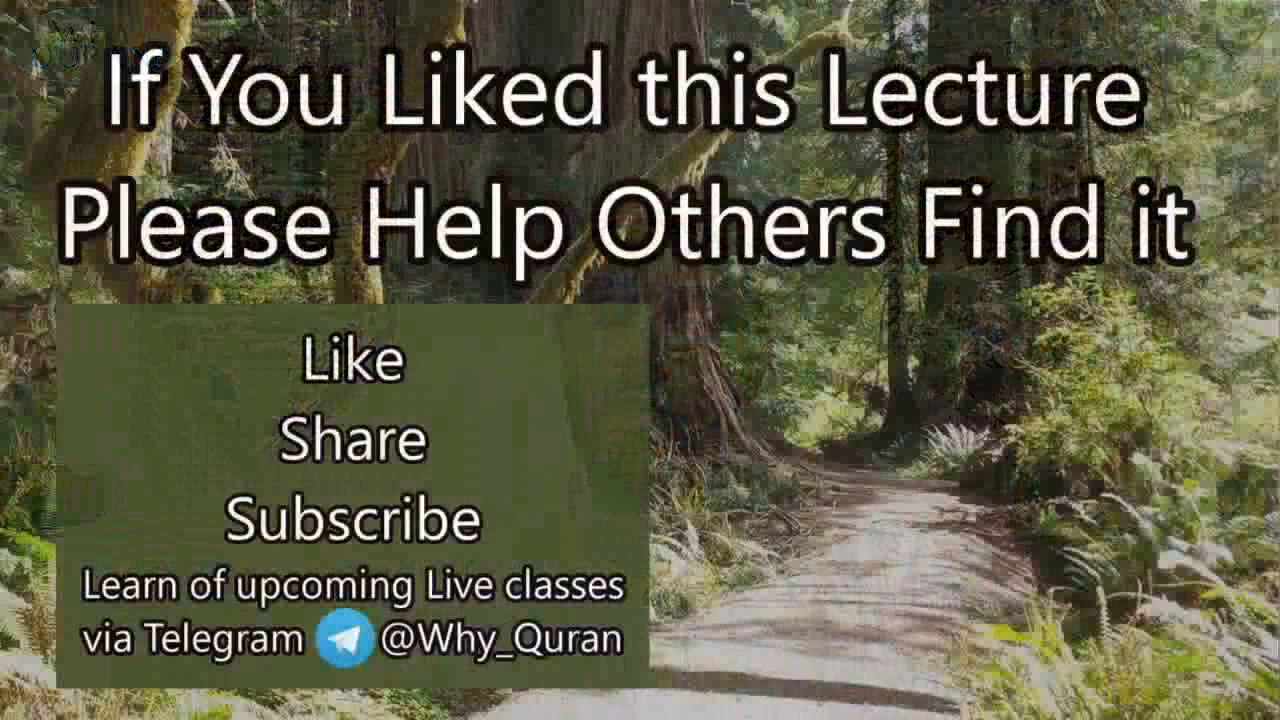 If You Liked this Lecture
Please Help Others Find it
Like
Share
Subscribe
Learn of upcoming Live classes
via Telegram @Why_Quran